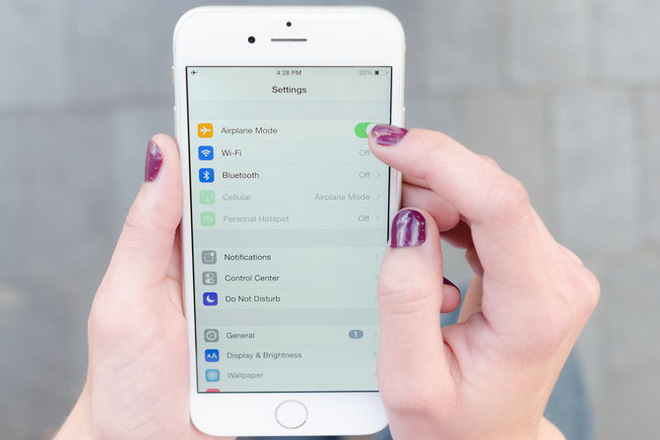 4:28 PM 33%
Settings
Airplane Mode
Wi-Fi Off
Bluetooth Off
Cellular Airplane Mode
Personal Hotspot Off
Notifications
Control Center
Do Not Disturb
General 1
Display & Brightness
AA
Wallpaper